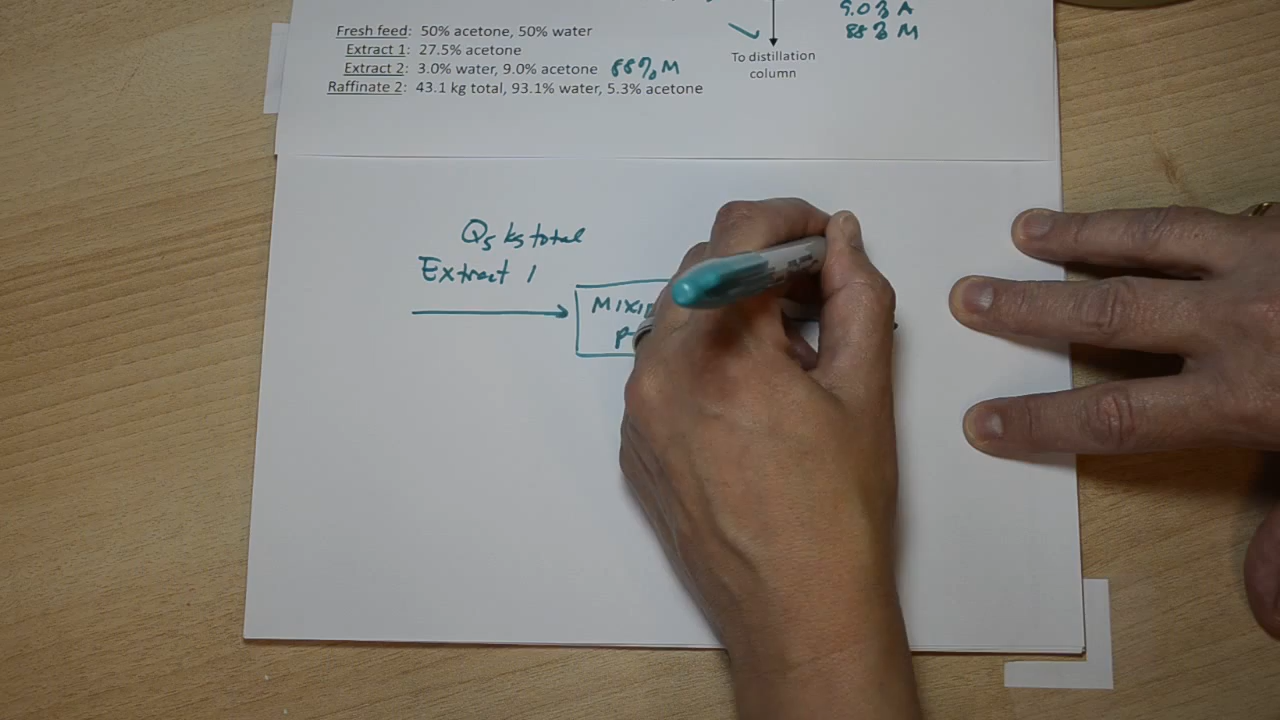 9.0% A
88% M
Fresh feed: 50% acetone, 50% water
Extract 1: 27.5% acetone
Extract 2: 3.0% water, 9.0% acetone 88% M
Raffinate 2: 43.1 kg total, 93.1% water, 5.3% acetone
To distillation
column
Q5 kg total
Extract 1